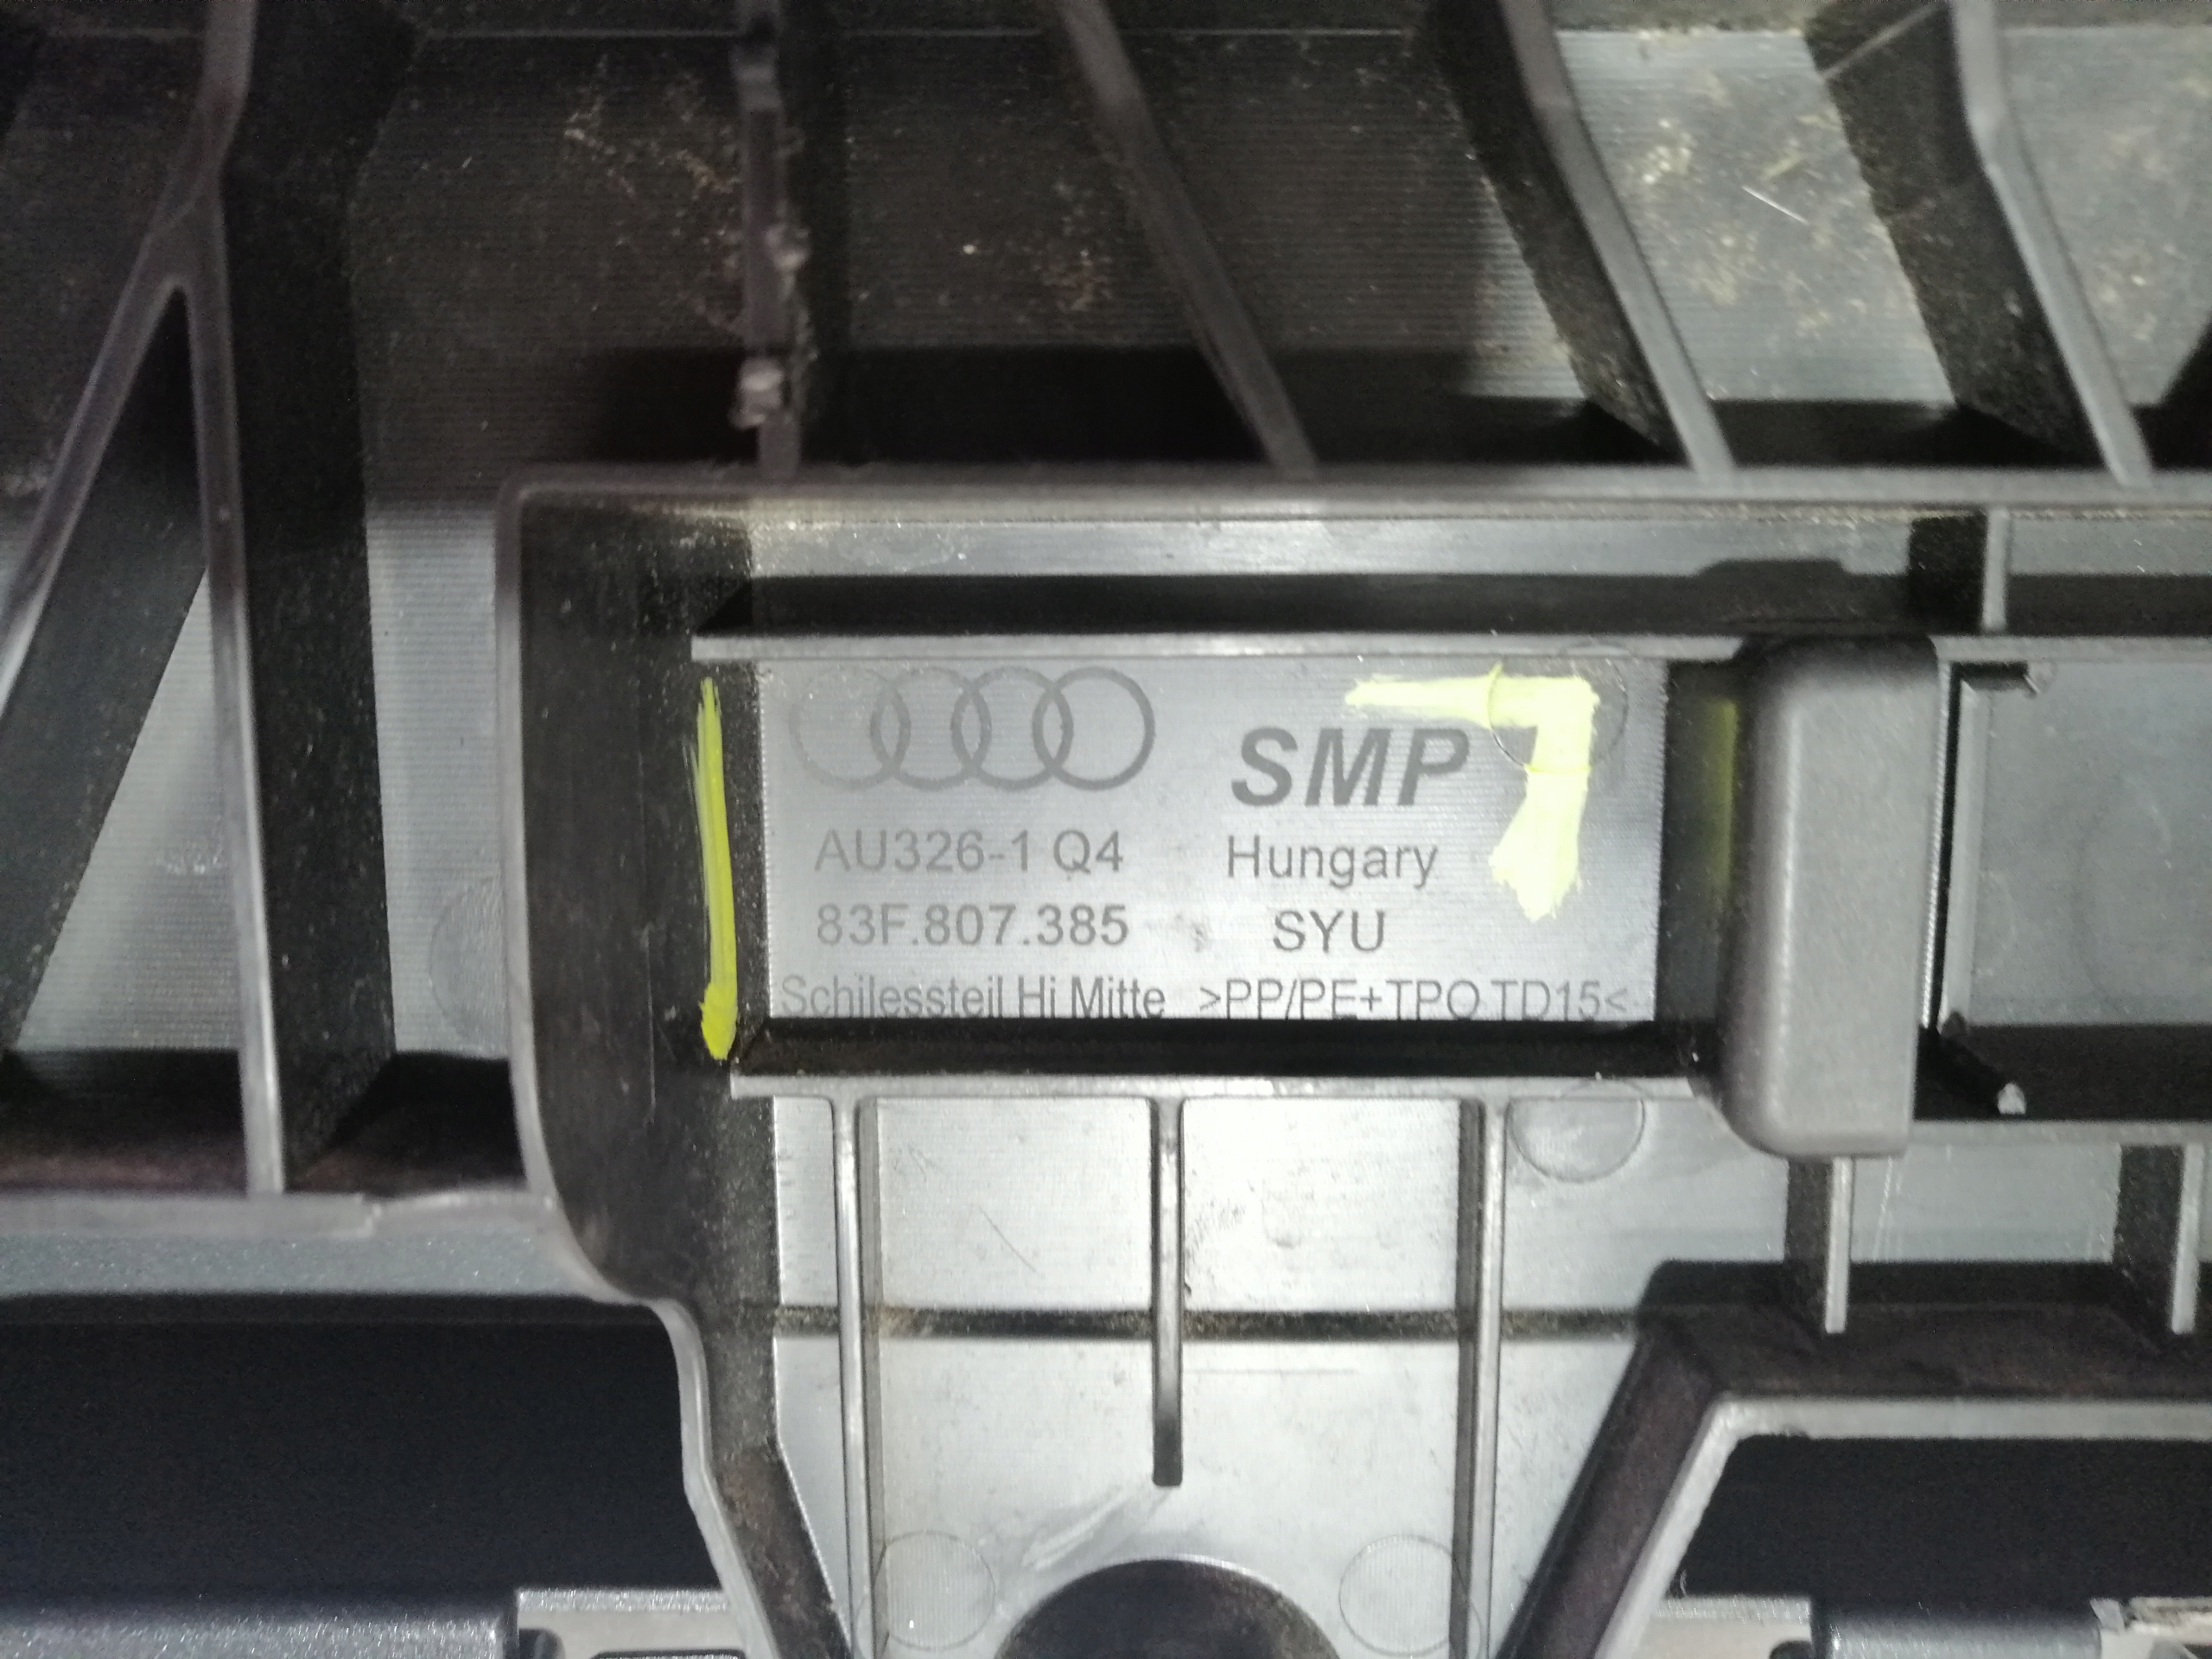 SMP
AU326-1 Q4 Hungary
83F.807.385 SYU
Schilessteil Hi Mitte >PP/PE+TPO TD15<